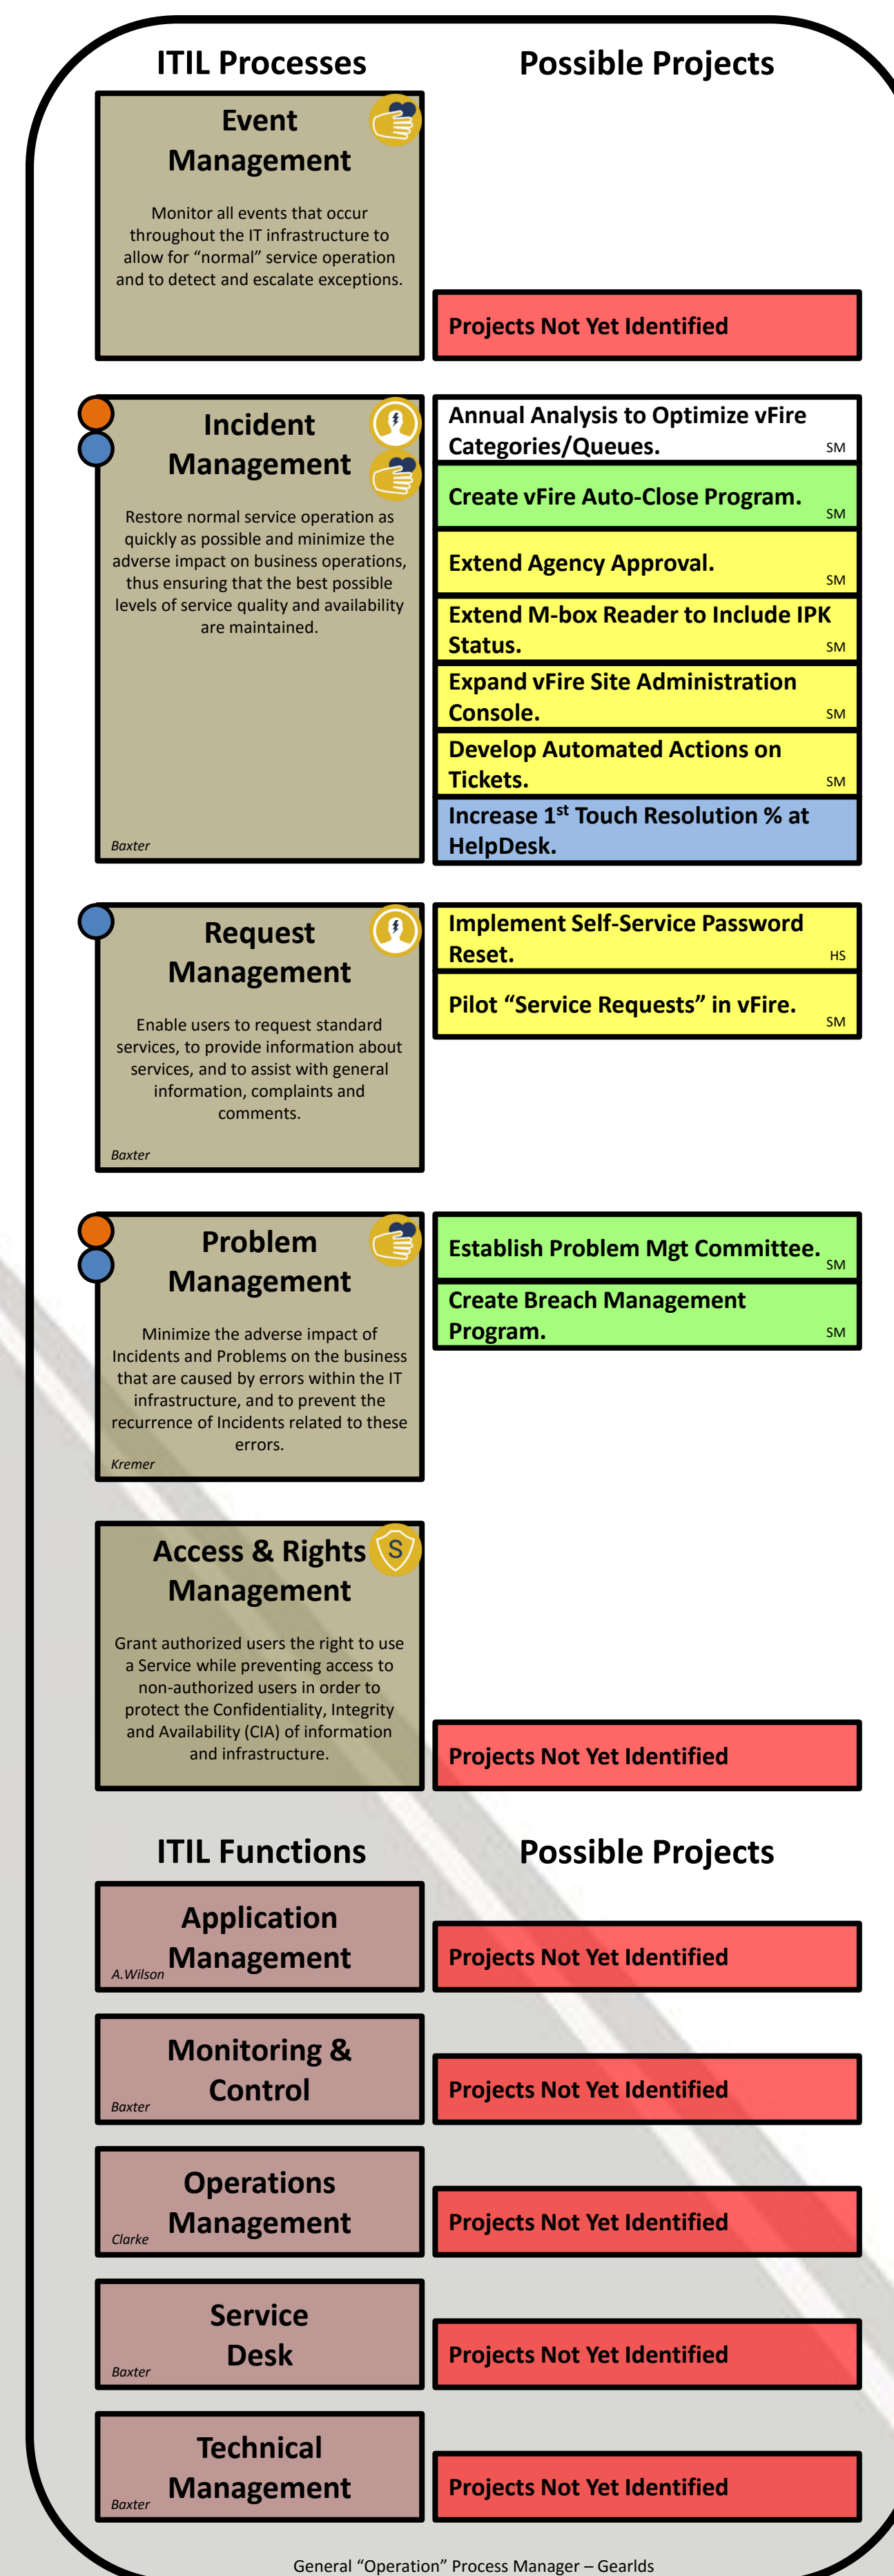 ITIL Processes
Possible Projects
Event
Management
Monitor all events that occur
throughout the IT infrastructure to
allow for “normal” service operation
and to detect and escalate exceptions.
Projects Not Yet Identified
Incident
Management
Restore normal service operation as
quickly as possible and minimize the
adverse impact on business operations,
thus ensuring that the best possible
levels of service quality and availability
are maintained.
Baxter
Annual Analysis to Optimize vFire
Categories/Queues.
SM
Create vFire Auto-Close Program.
SM
Extend Agency Approval.
SM
Extend M-box Reader to Include IPK
Status.
SM
Expand vFire Site Administration
Console.
SM
Develop Automated Actions on
Tickets.
SM
Increase 1st Touch Resolution % at
HelpDesk.
Request
Management
Enable users to request standard
services, to provide information about
services, and to assist with general
information, complaints and
comments.
Baxter
Implement Self-Service Password
Reset.
HS
Pilot “Service Requests” in vFire.
SM
Problem
Management
Minimize the adverse impact of
Incidents and Problems on the business
that are caused by errors within the IT
infrastructure, and to prevent the
recurrence of Incidents related to these
errors.
Kremer
Establish Problem Mgt Committee.
SM
Create Breach Management
Program.
SM
Access & Rights
Management
S
Grant authorized users the right to use
a Service while preventing access to
non-authorized users in order to
protect the Confidentiality, Integrity
and Availability (CIA) of information
and infrastructure.
Projects Not Yet Identified
ITIL Functions
Possible Projects
Application
Management
A.Wilson
Projects Not Yet Identified
Monitoring &
Control
Baxter
Projects Not Yet Identified
Operations
Management
Clarke
Projects Not Yet Identified
Service
Desk
Baxter
Projects Not Yet Identified
Technical
Management
Baxter
Projects Not Yet Identified
General “Operation” Process Manager – Gearlds